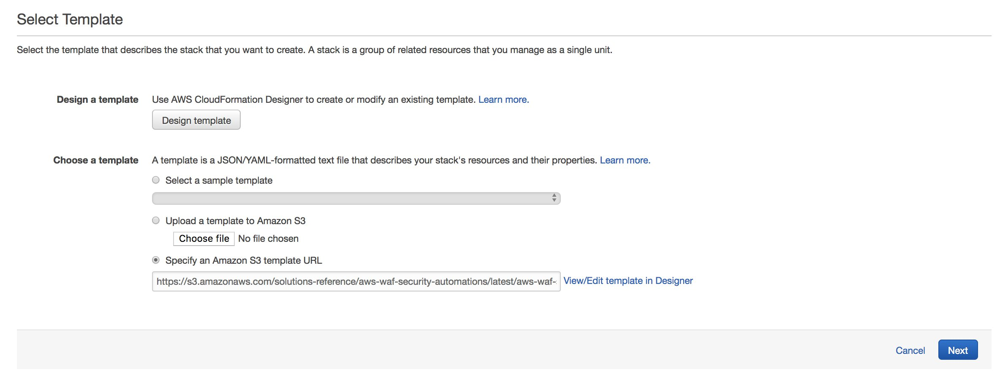 Select Template
Select the template that describes the stack that you want to create. A stack is a group of related resources that you manage as a single unit.
Design a template Use AWS CloudFormation Designer to create or modify an existing template. Learn more.
Design template
Choose a template A template is a JSON/YAML-formatted text file that describes your stack's resources and their properties. Learn more.
Select a sample template
Upload a template to Amazon S3
Choose file No file chosen
Specify an Amazon S3 template URL
https://s3.amazonaws.com/solutions-reference/aws-waf-security-automations/latest/aws-waf- View/Edit template in Designer
Cancel Next